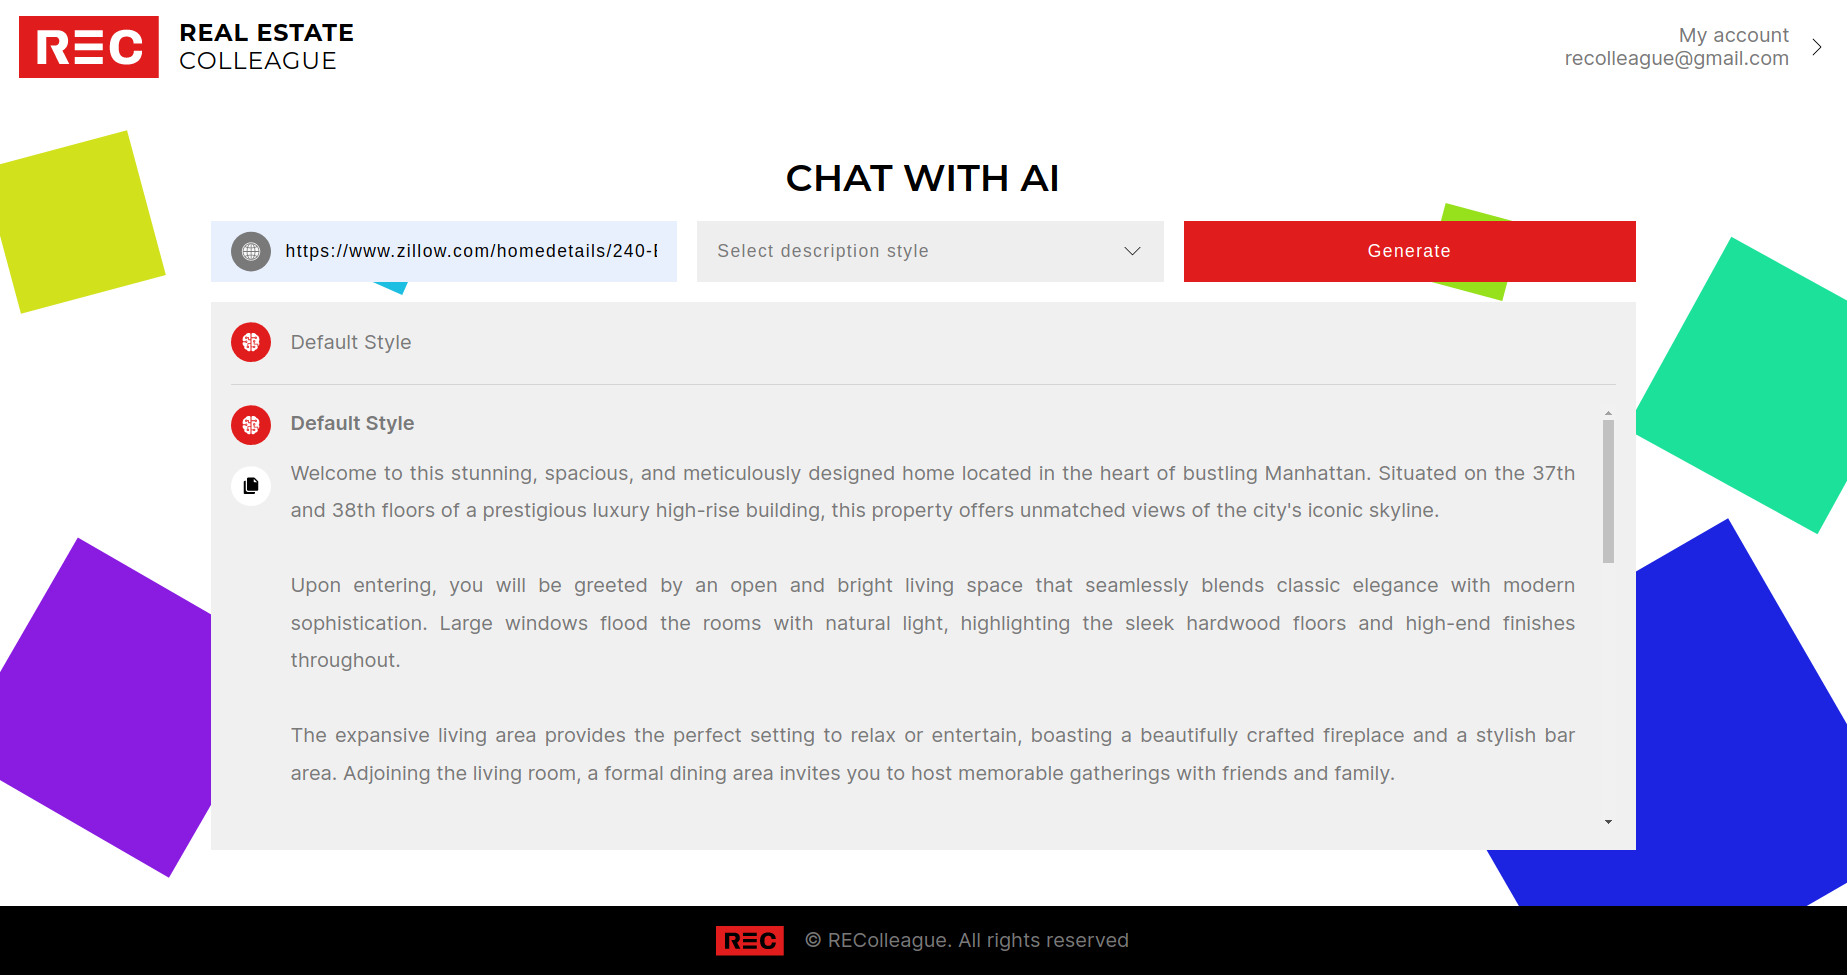 REC
REAL ESTATE
COLLEAGUE
My account
recolleague@gmail.com
CHAT WITH AI
https://www.zillow.com/homedetails/240-
Select description style
Generate
Default Style
Default Style
Welcome to this stunning, spacious, and meticulously designed home located in the heart of bustling Manhattan. Situated on the 37th
and 38th floors of a prestigious luxury high-rise building, this property offers unmatched views of the city's iconic skyline.
Upon entering, you will be greeted by an open and bright living space that seamlessly blends classic elegance with modern
sophistication. Large windows flood the rooms with natural light, highlighting the sleek hardwood floors and high-end finishes
throughout.
The expansive living area provides the perfect setting to relax or entertain, boasting a beautifully crafted fireplace and a stylish bar
area. Adjoining the living room, a formal dining area invites you to host memorable gatherings with friends and family.
REC
© REColleague. All rights reserved